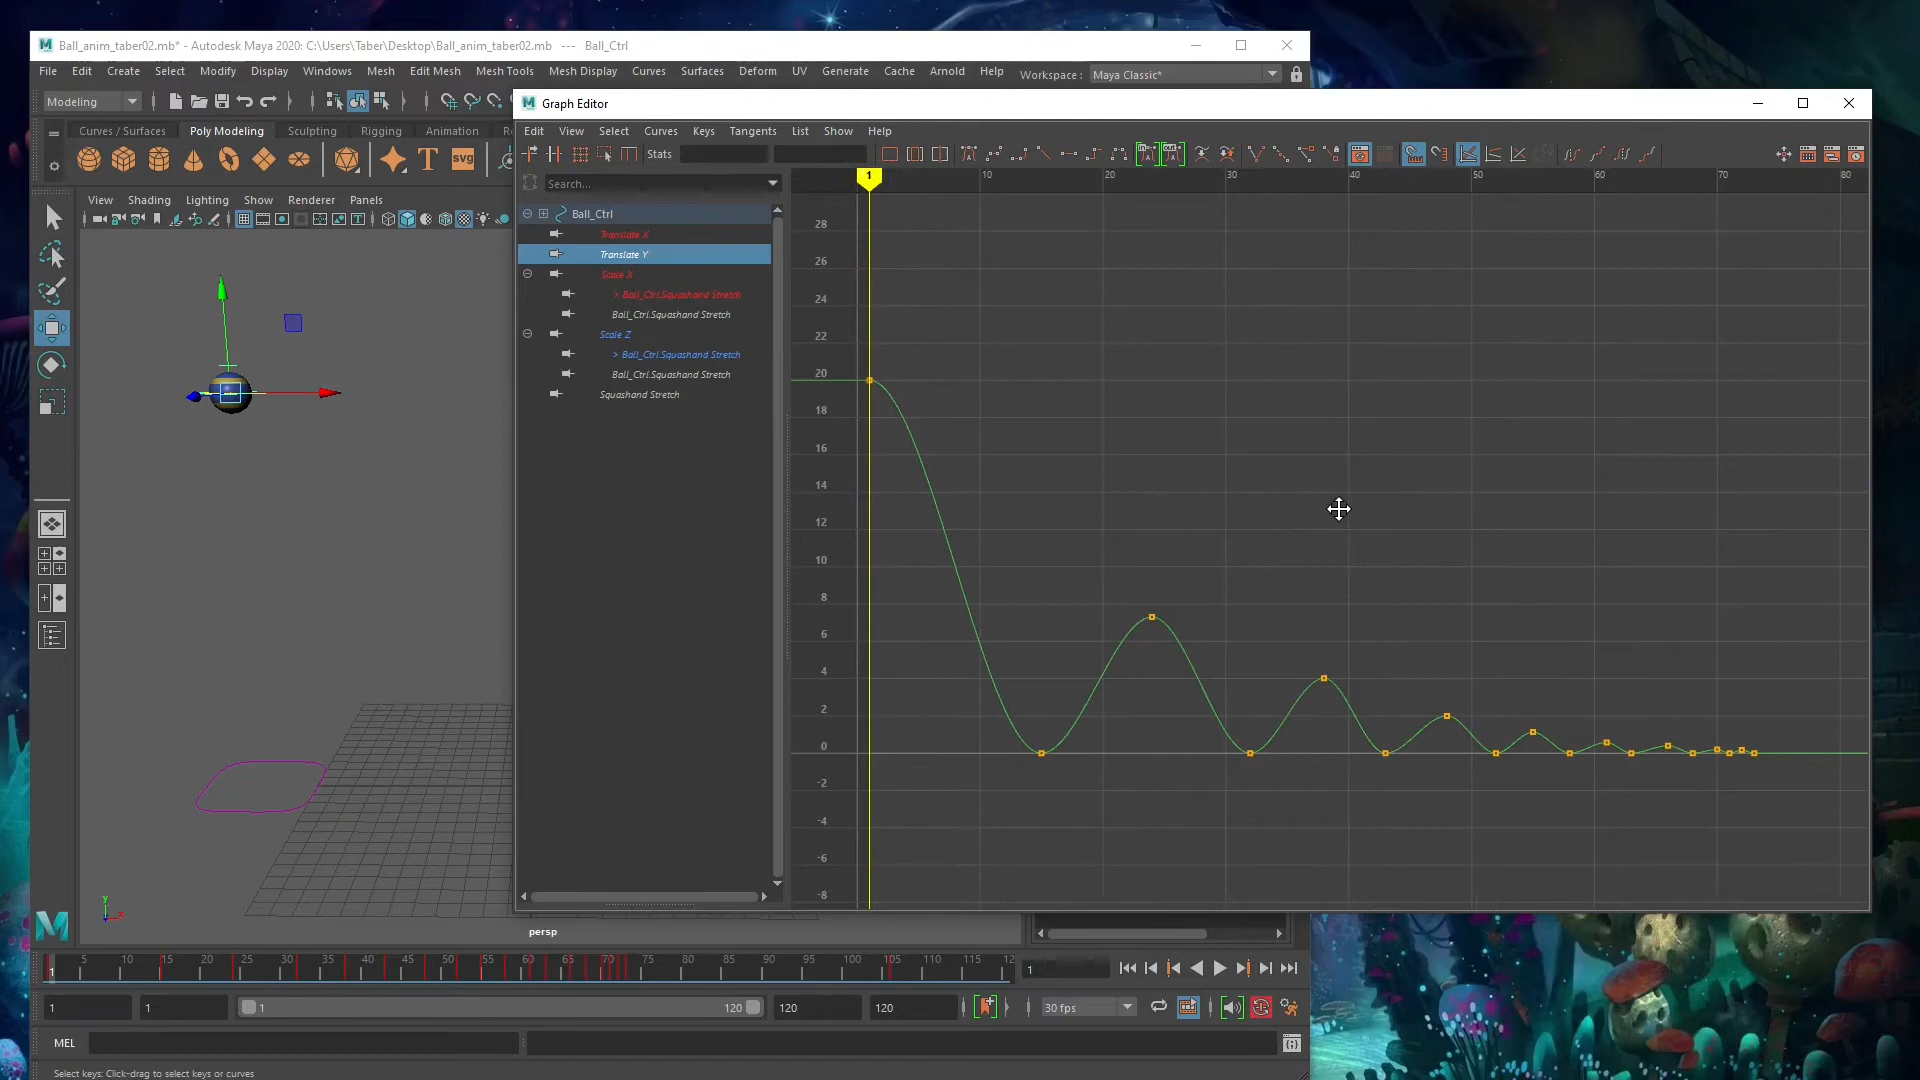 Ball_anim_taber02.mb* - Autodesk Maya 2020: C:\Users\Taber\Desktop\Ball_anim_taber02.mb --- Ball_Ctrl
File Edit Create Select Modify Display Windows Mesh Edit Mesh Mesh Tools Mesh Display Curves Surfaces Deform UV Generate Cache Arnold Help Workspace : Maya Classic*
Modeling
Graph Editor
Curves / Surfaces Poly Modeling Sculpting Rigging Animation
Edit View Select Curves Keys Tangents List Show Help
T svg
Stats
1 10 20 30 40 50 60 70 80
Search...
View Shading Lighting Show Renderer Panels
Ball_Ctrl
Translate X
Translate Y
Scale X
> Ball_Ctrl.Squashand Stretch
Ball_Ctrl.Squashand Stretch
Scale Z
> Ball_Ctrl.Squashand Stretch
Ball_Ctrl.Squashand Stretch
Squashand Stretch
28
26
24
22
20
18
16
14
12
10
8
6
4
2
0
-2
-4
-6
-8
y
x
persp
1 5 10 15 20 25 30 35 40 45 50 55 60 65 70 75 80 85 90 95 100 105 110 115 12
1
1 1 1 120 120 120 30 fps
MEL
Select keys: Click-drag to select keys or curves